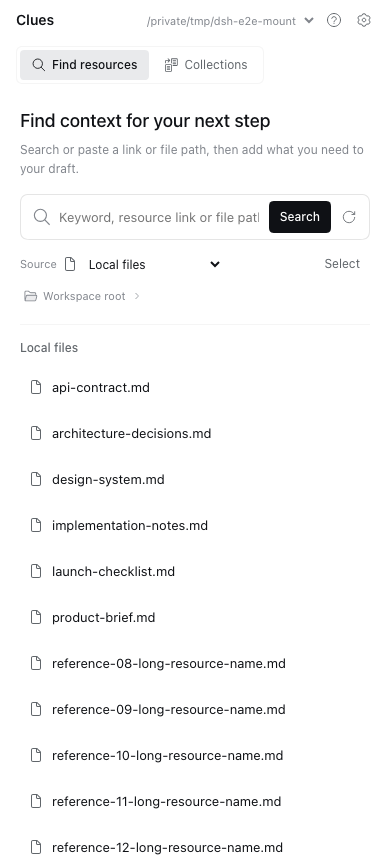 Clues
/private/tmp/dsh-e2e-mount
Find resources
Collections
Find context for your next step
Search or paste a link or file path, then add what you need to
your draft.
Keyword, resource link or file path
Search
Source
Local files
Select
Workspace root
Local files
api-contract.md
architecture-decisions.md
design-system.md
implementation-notes.md
launch-checklist.md
product-brief.md
reference-08-long-resource-name.md
reference-09-long-resource-name.md
reference-10-long-resource-name.md
reference-11-long-resource-name.md
reference-12-long-resource-name.md